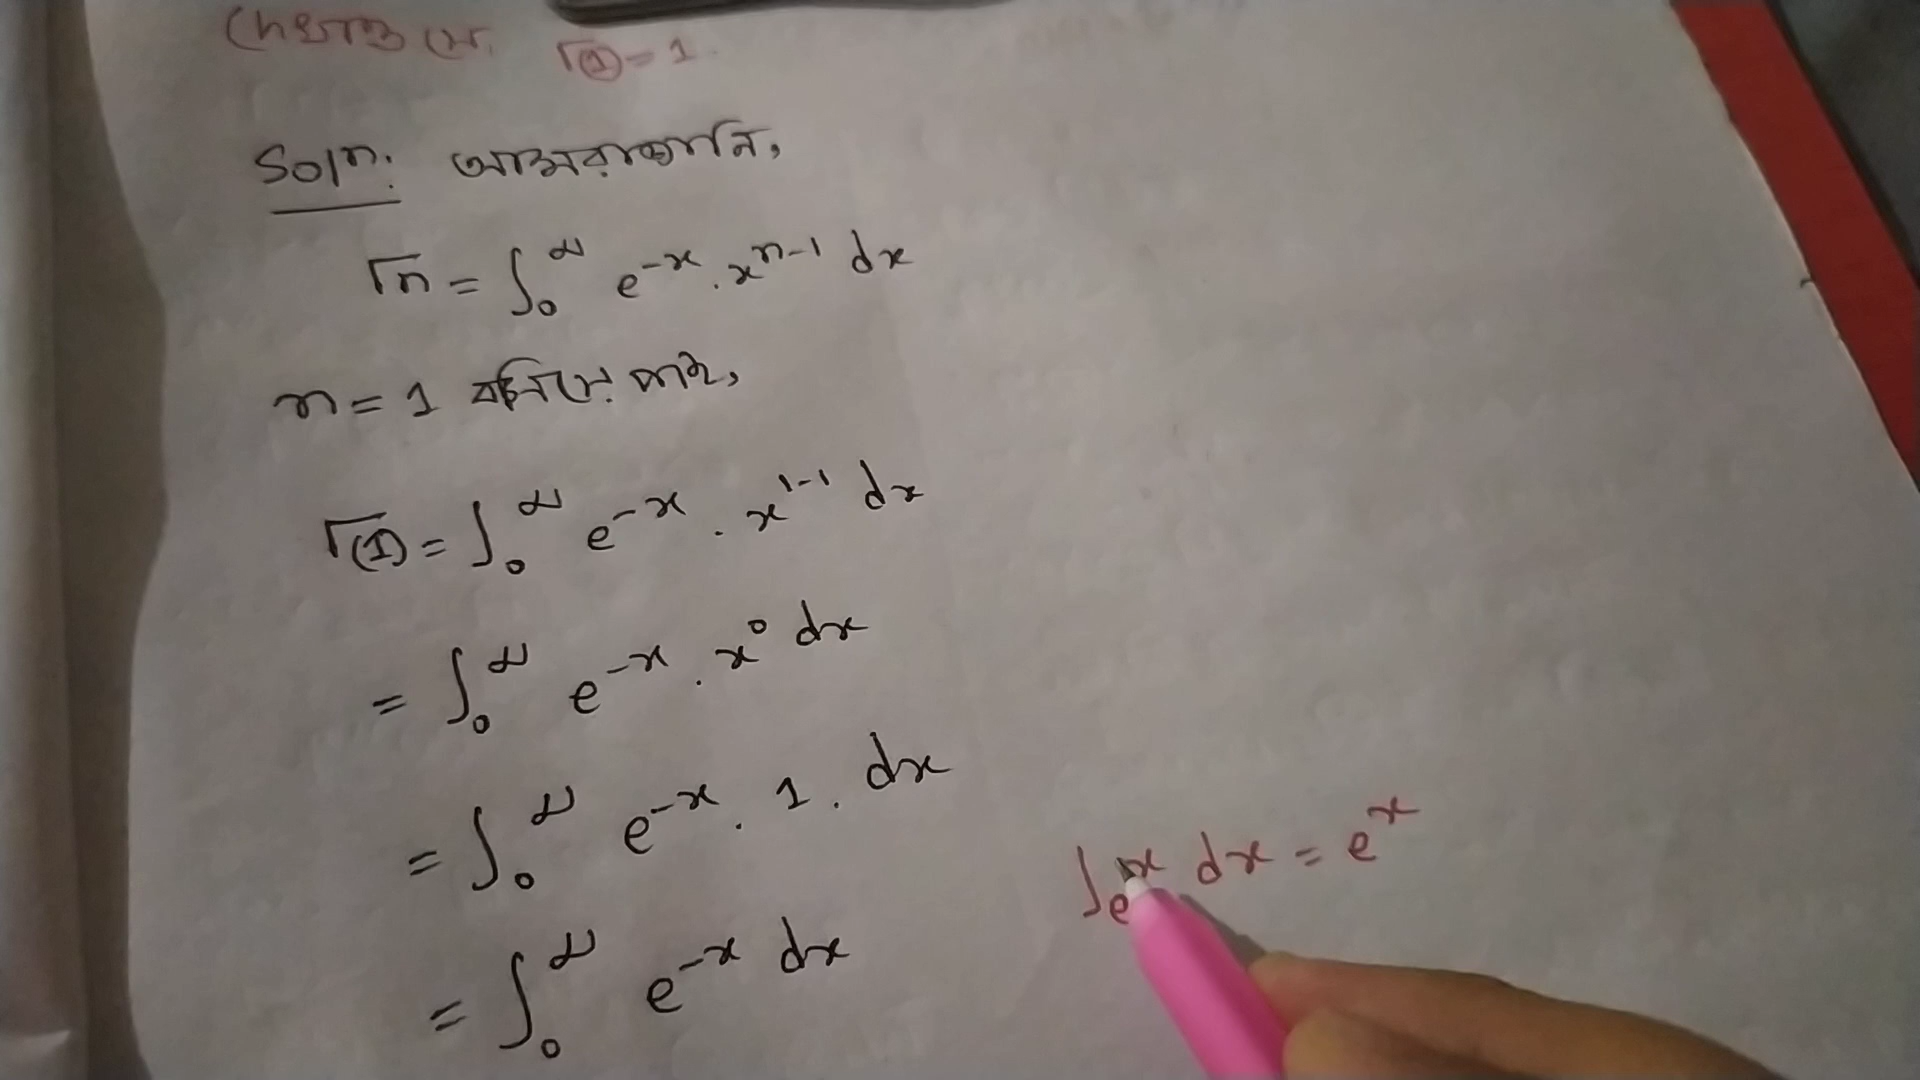 দেখাও যে, Γ(1) = 1.
Soln: আমরা জানি,
Γn = ∫₀^∞ e^-x . x^n-1 dx
n = 1 বসিয়ে পাই,
Γ(1) = ∫₀^∞ e^-x . x^1-1 dx
= ∫₀^∞ e^-x . x^0 dx
= ∫₀^∞ e^-x . 1 . dx
∫e^x dx = e^x
= ∫₀^∞ e^-x dx